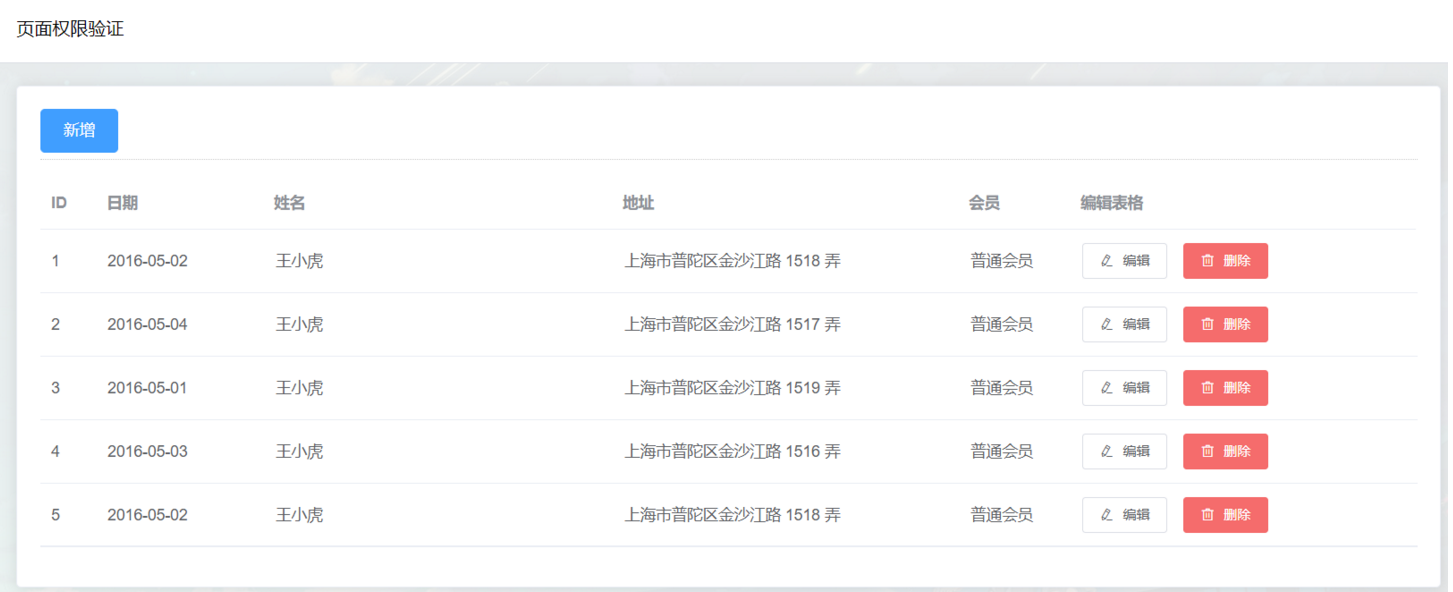 页面权限验证
新增
ID 日期 姓名 地址 会员 编辑表格
1 2016-05-02 王小虎 上海市普陀区金沙江路 1518 弄 普通会员 编辑 删除
2 2016-05-04 王小虎 上海市普陀区金沙江路 1517 弄 普通会员 编辑 删除
3 2016-05-01 王小虎 上海市普陀区金沙江路 1519 弄 普通会员 编辑 删除
4 2016-05-03 王小虎 上海市普陀区金沙江路 1516 弄 普通会员 编辑 删除
5 2016-05-02 王小虎 上海市普陀区金沙江路 1518 弄 普通会员 编辑 删除